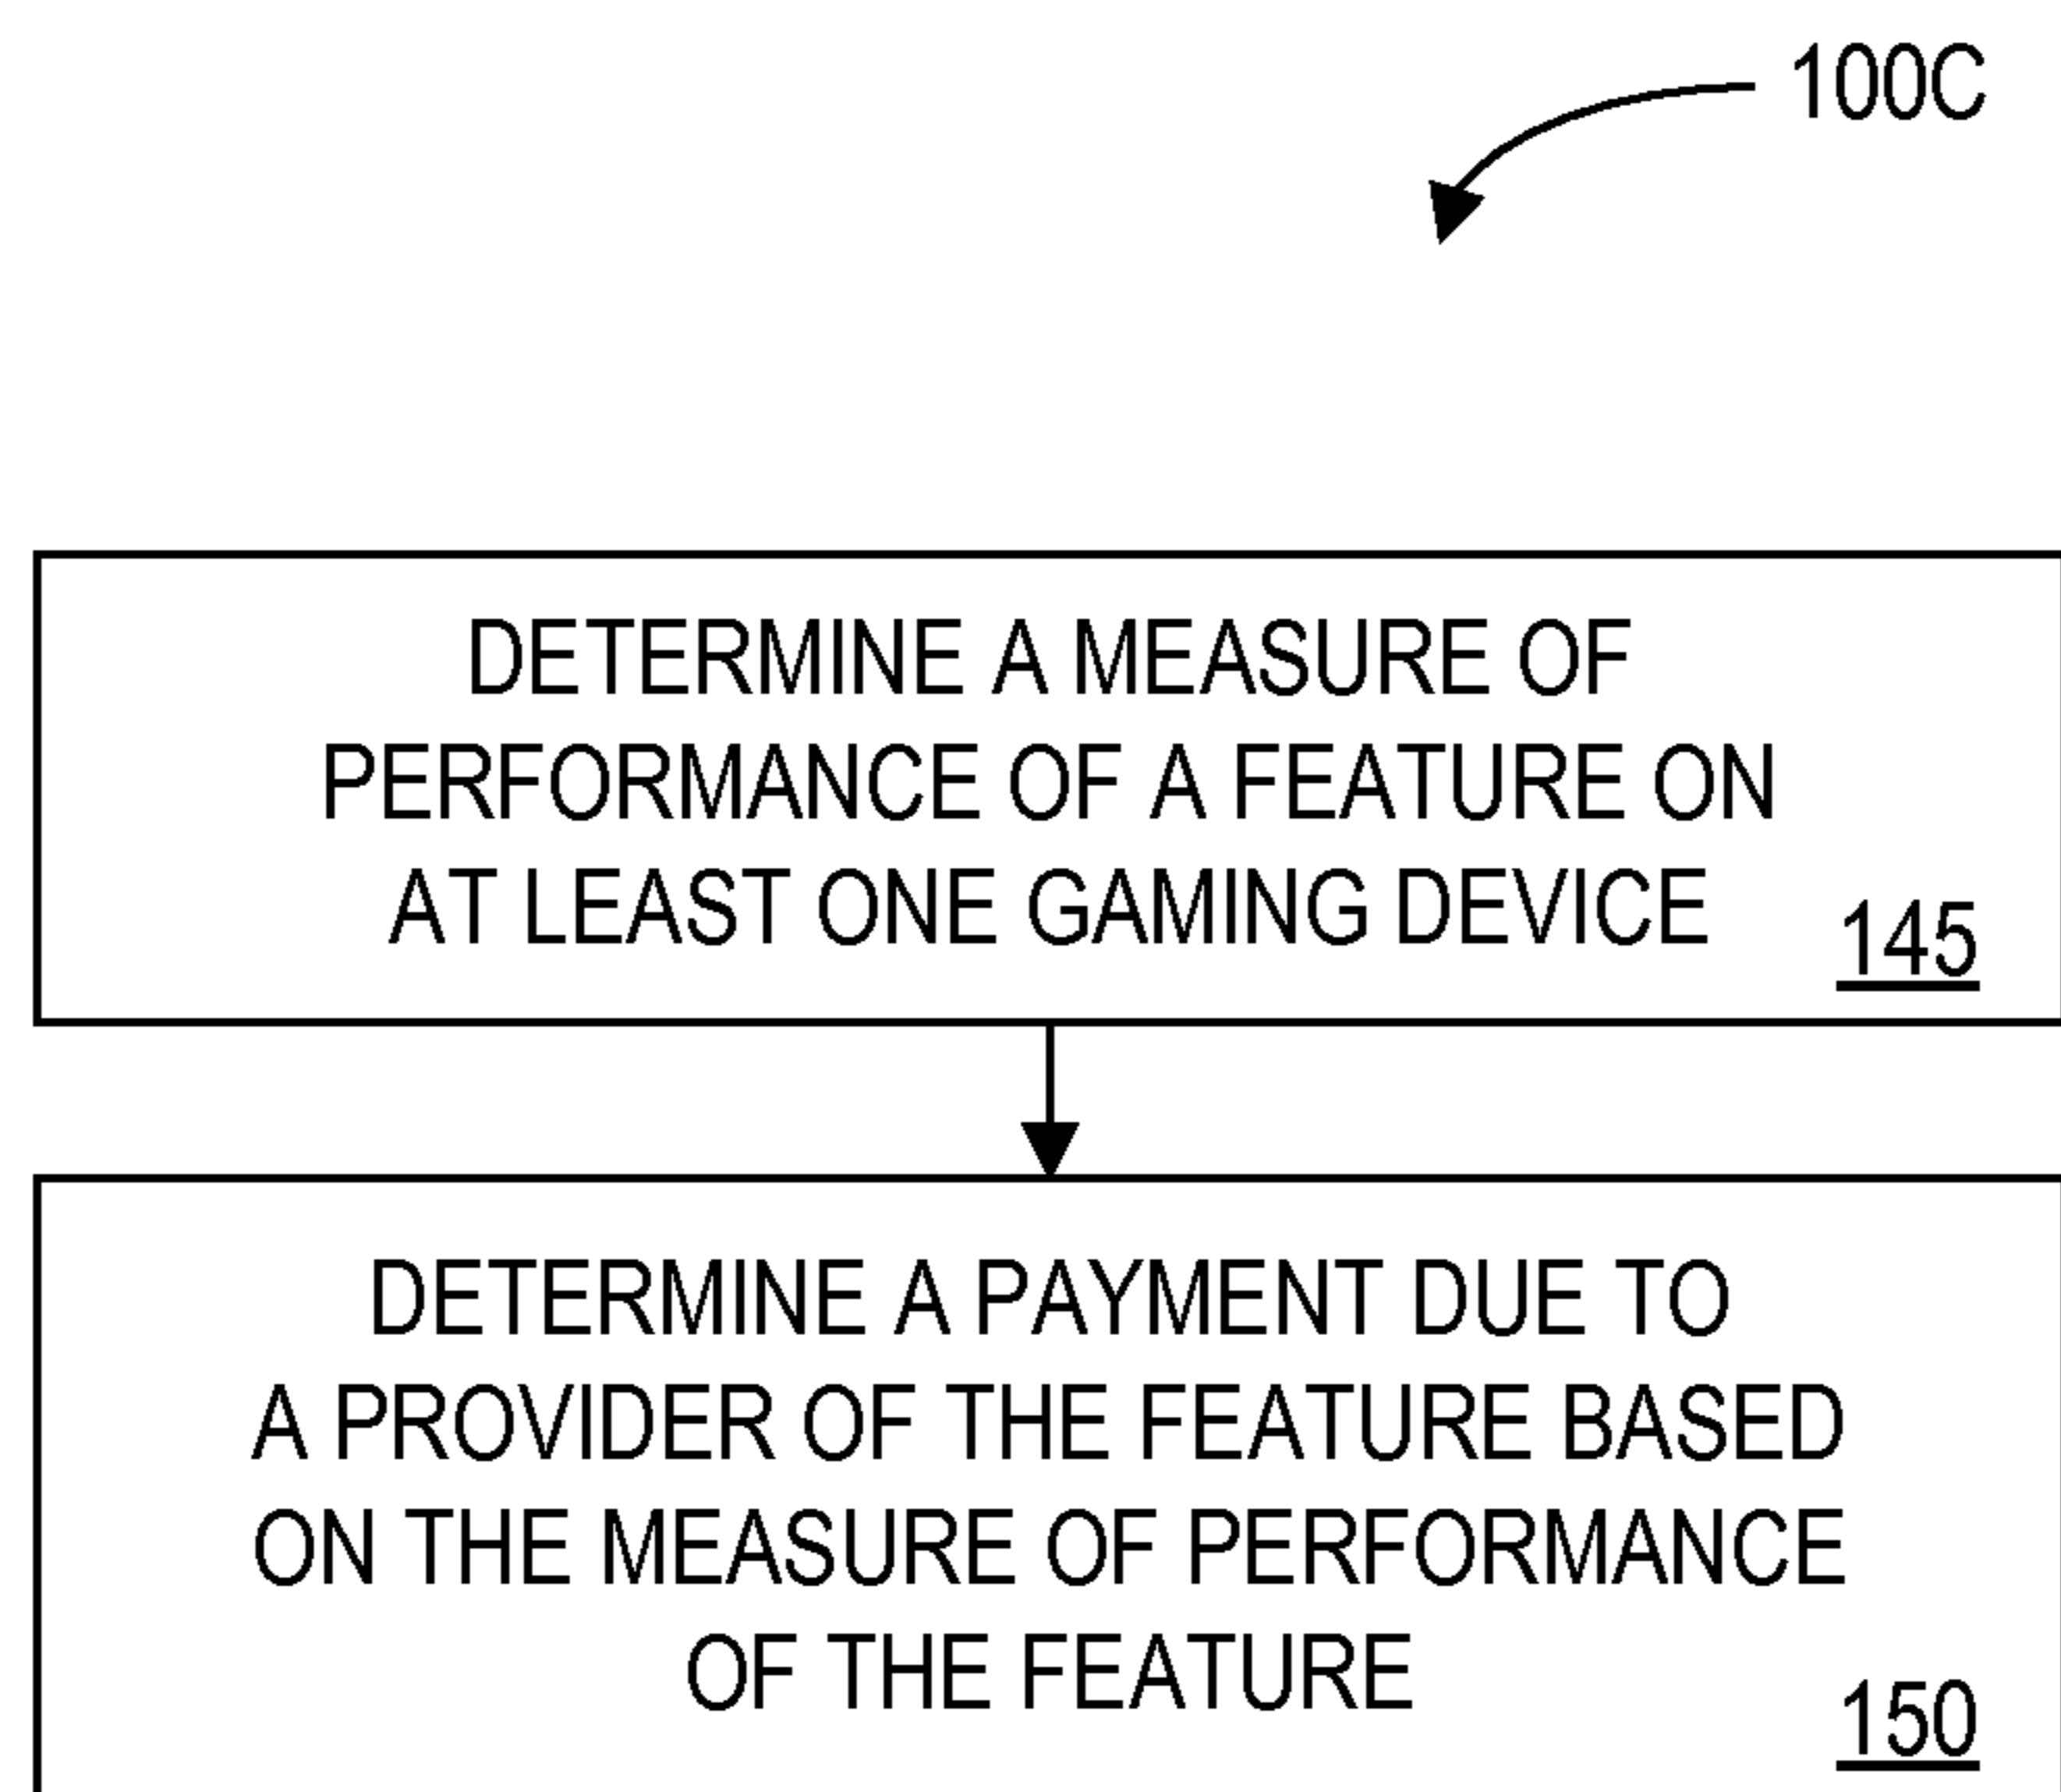 100C
DETERMINE A MEASURE OF
PERFORMANCE OF A FEATURE ON
AT LEAST ONE GAMING DEVICE
145
DETERMINE A PAYMENT DUE TO
A PROVIDER OF THE FEATURE BASED
ON THE MEASURE OF PERFORMANCE
OF THE FEATURE
150